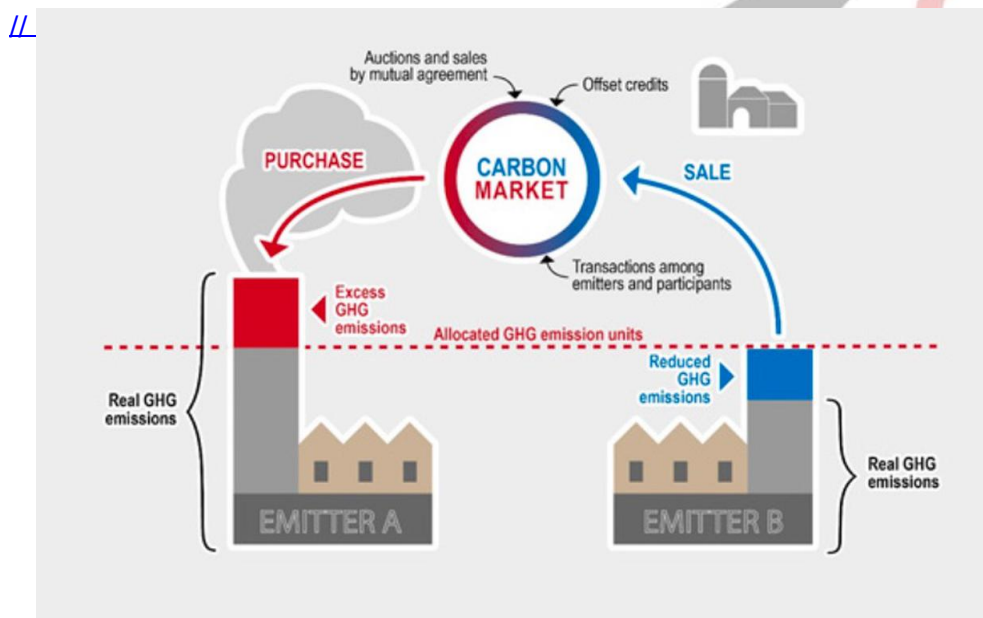 //
Auctions and sales
by mutual agreement
Offset credits
PURCHASE
CARBON
MARKET
SALE
Transactions among
emitters and participants
Excess
GHG
emissions
Allocated GHG emission units
Reduced
GHG
emissions
Real GHG
emissions
Real GHG
emissions
EMITTER A
EMITTER B